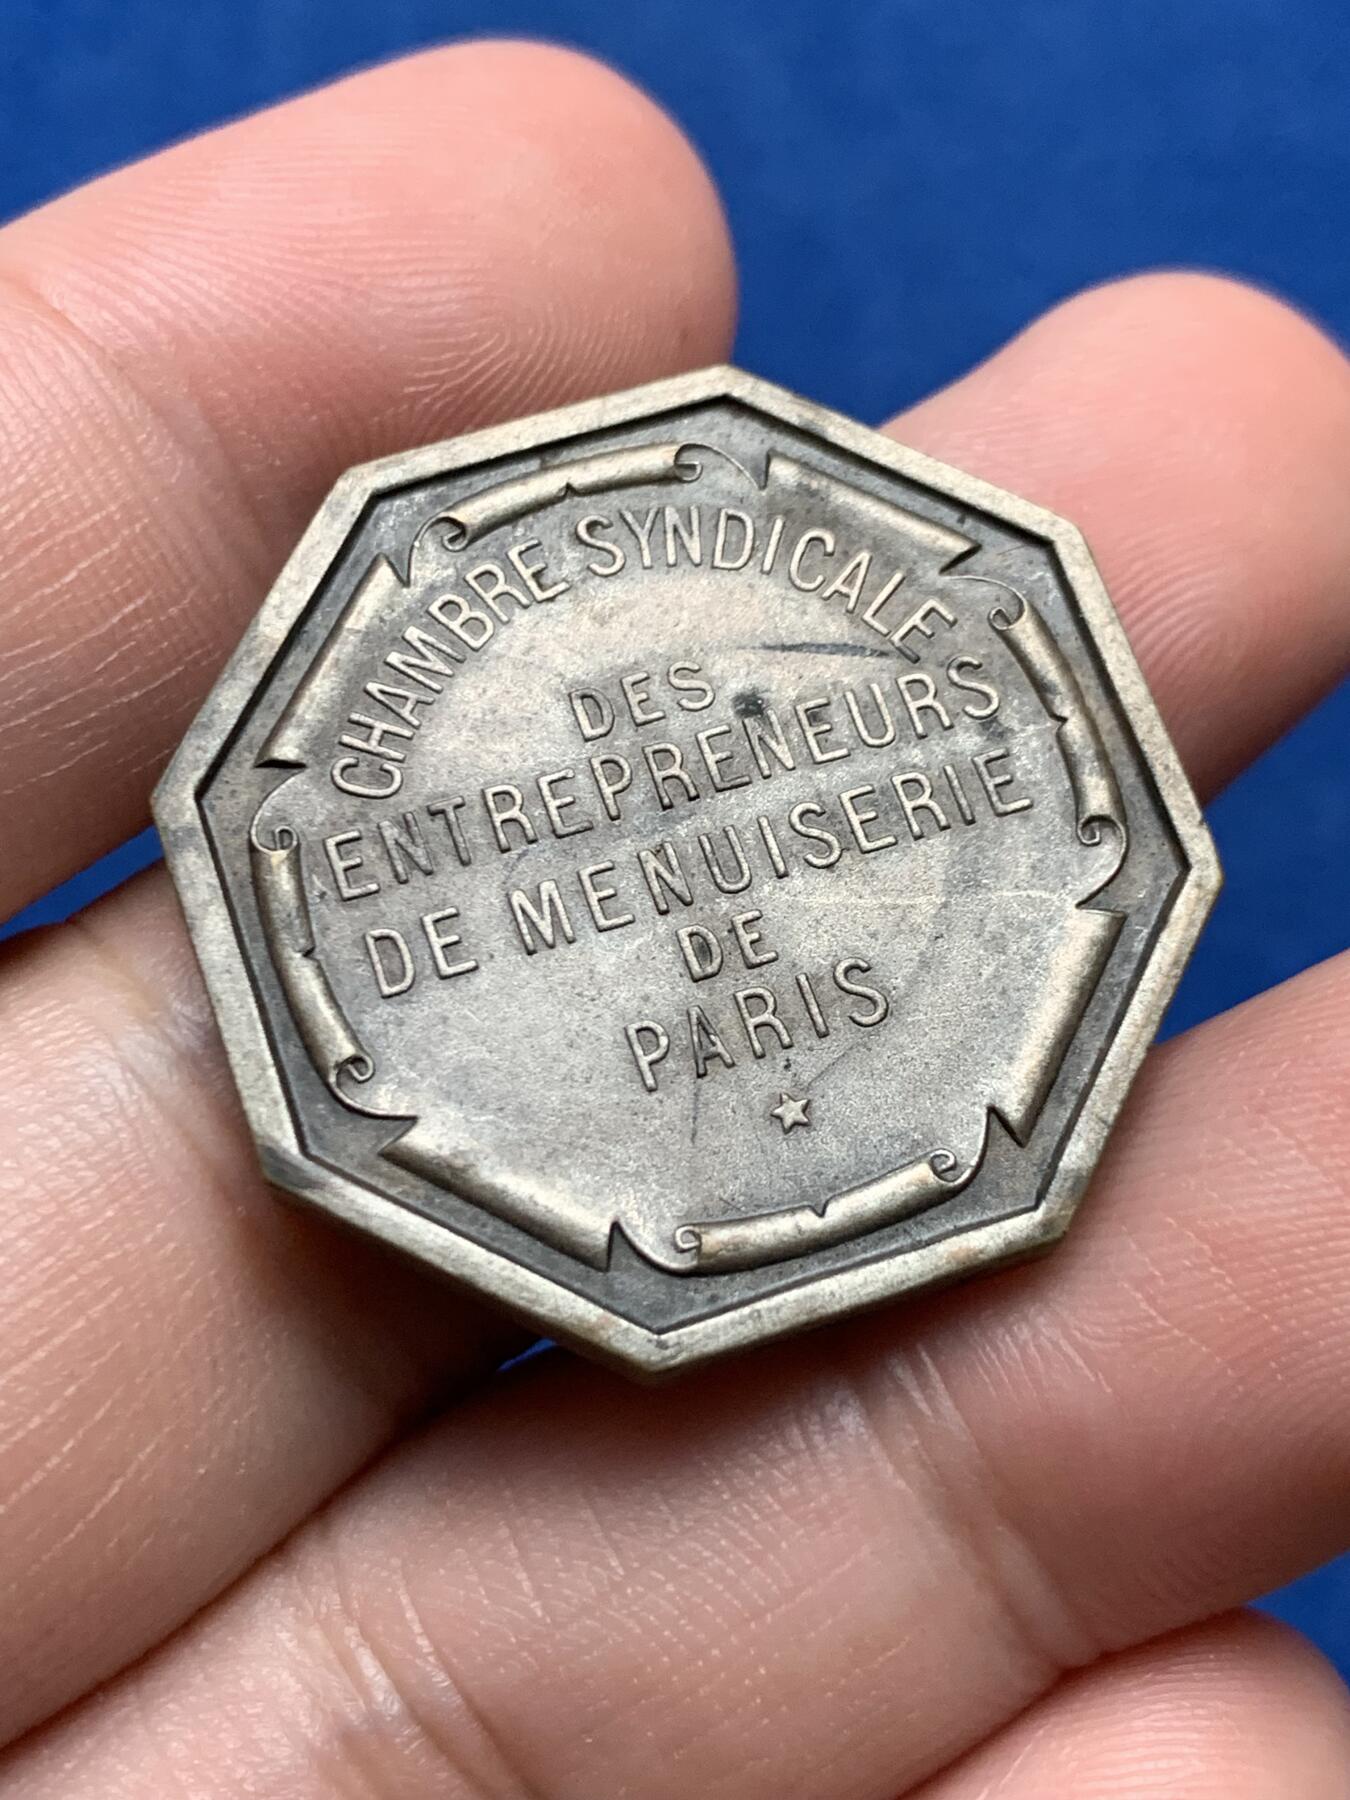 CHAMBRE SYNDICALE
DES
ENTREPRENEURS
DE MENUISERIE
DE
PARIS